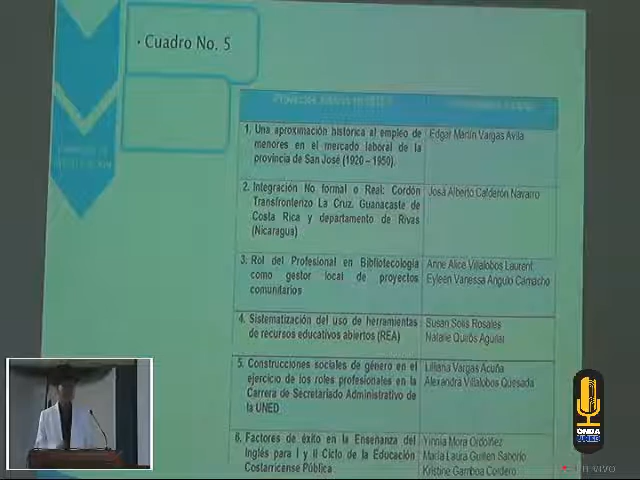 • Cuadro No. 5
1. Una aproximación histórica al empleo de
menores en el mercado laboral de la
provincia de San José (1920 – 1950).
Edgar Martín Vargas Avila
2. Integración No formal o Real: Cordón
Transfronterizo La Cruz. Guanacaste de
Costa Rica y departamento de Rivas
(Nicaragua)
José Alberto Calderón Navarro
3. Rol del Profesional en Bibliotecología
como gestor local de proyectos
comunitarios
Anne Alice Villalobos Laurent
Eyleen Vanessa Angulo Camacho
4. Sistematización del uso de herramientas
de recursos educativos abiertos (REA)
Susan Solís Rosales
Natalie Quirós Aguilar
5. Construcciones sociales de género en el
ejercicio de los roles profesionales en la
Carrera de Secretariado Administrativo de
la UNED
Liliana Vargas Acuña
Alexandra Villalobos Quesada
6. Factores de éxito en la Enseñanza del
Inglés para I y II Ciclo de la Educación
Costarricense Pública
Yinnia Mora Ordoñez
María Laura Guillén Saborío
Kristine Gamboa Cordero
ONDA
UNED
EN VIVO